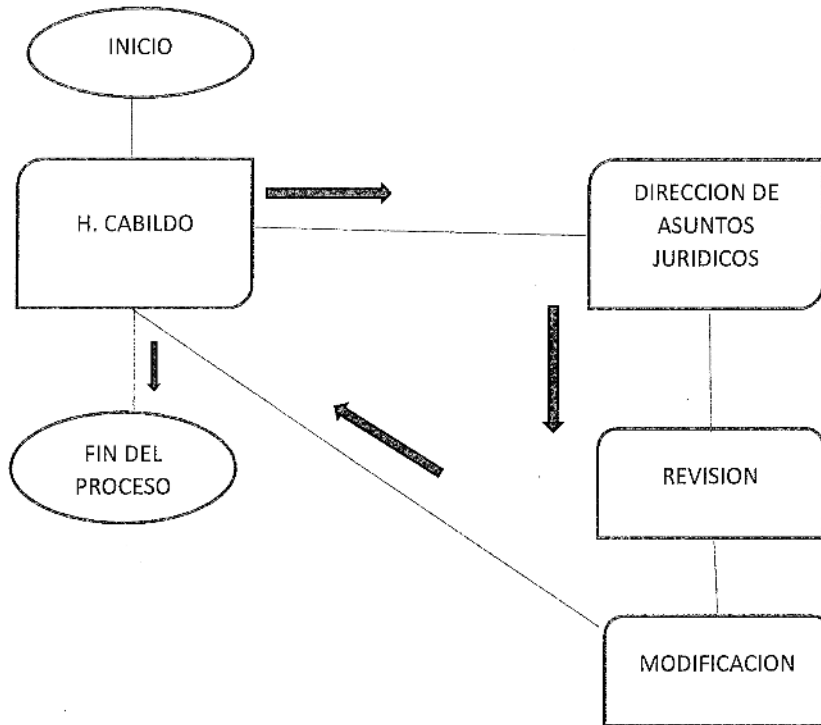 INICIO
H. CABILDO
DIRECCION DE
ASUNTOS
JURIDICOS
FIN DEL
PROCESO
REVISION
MODIFICACION